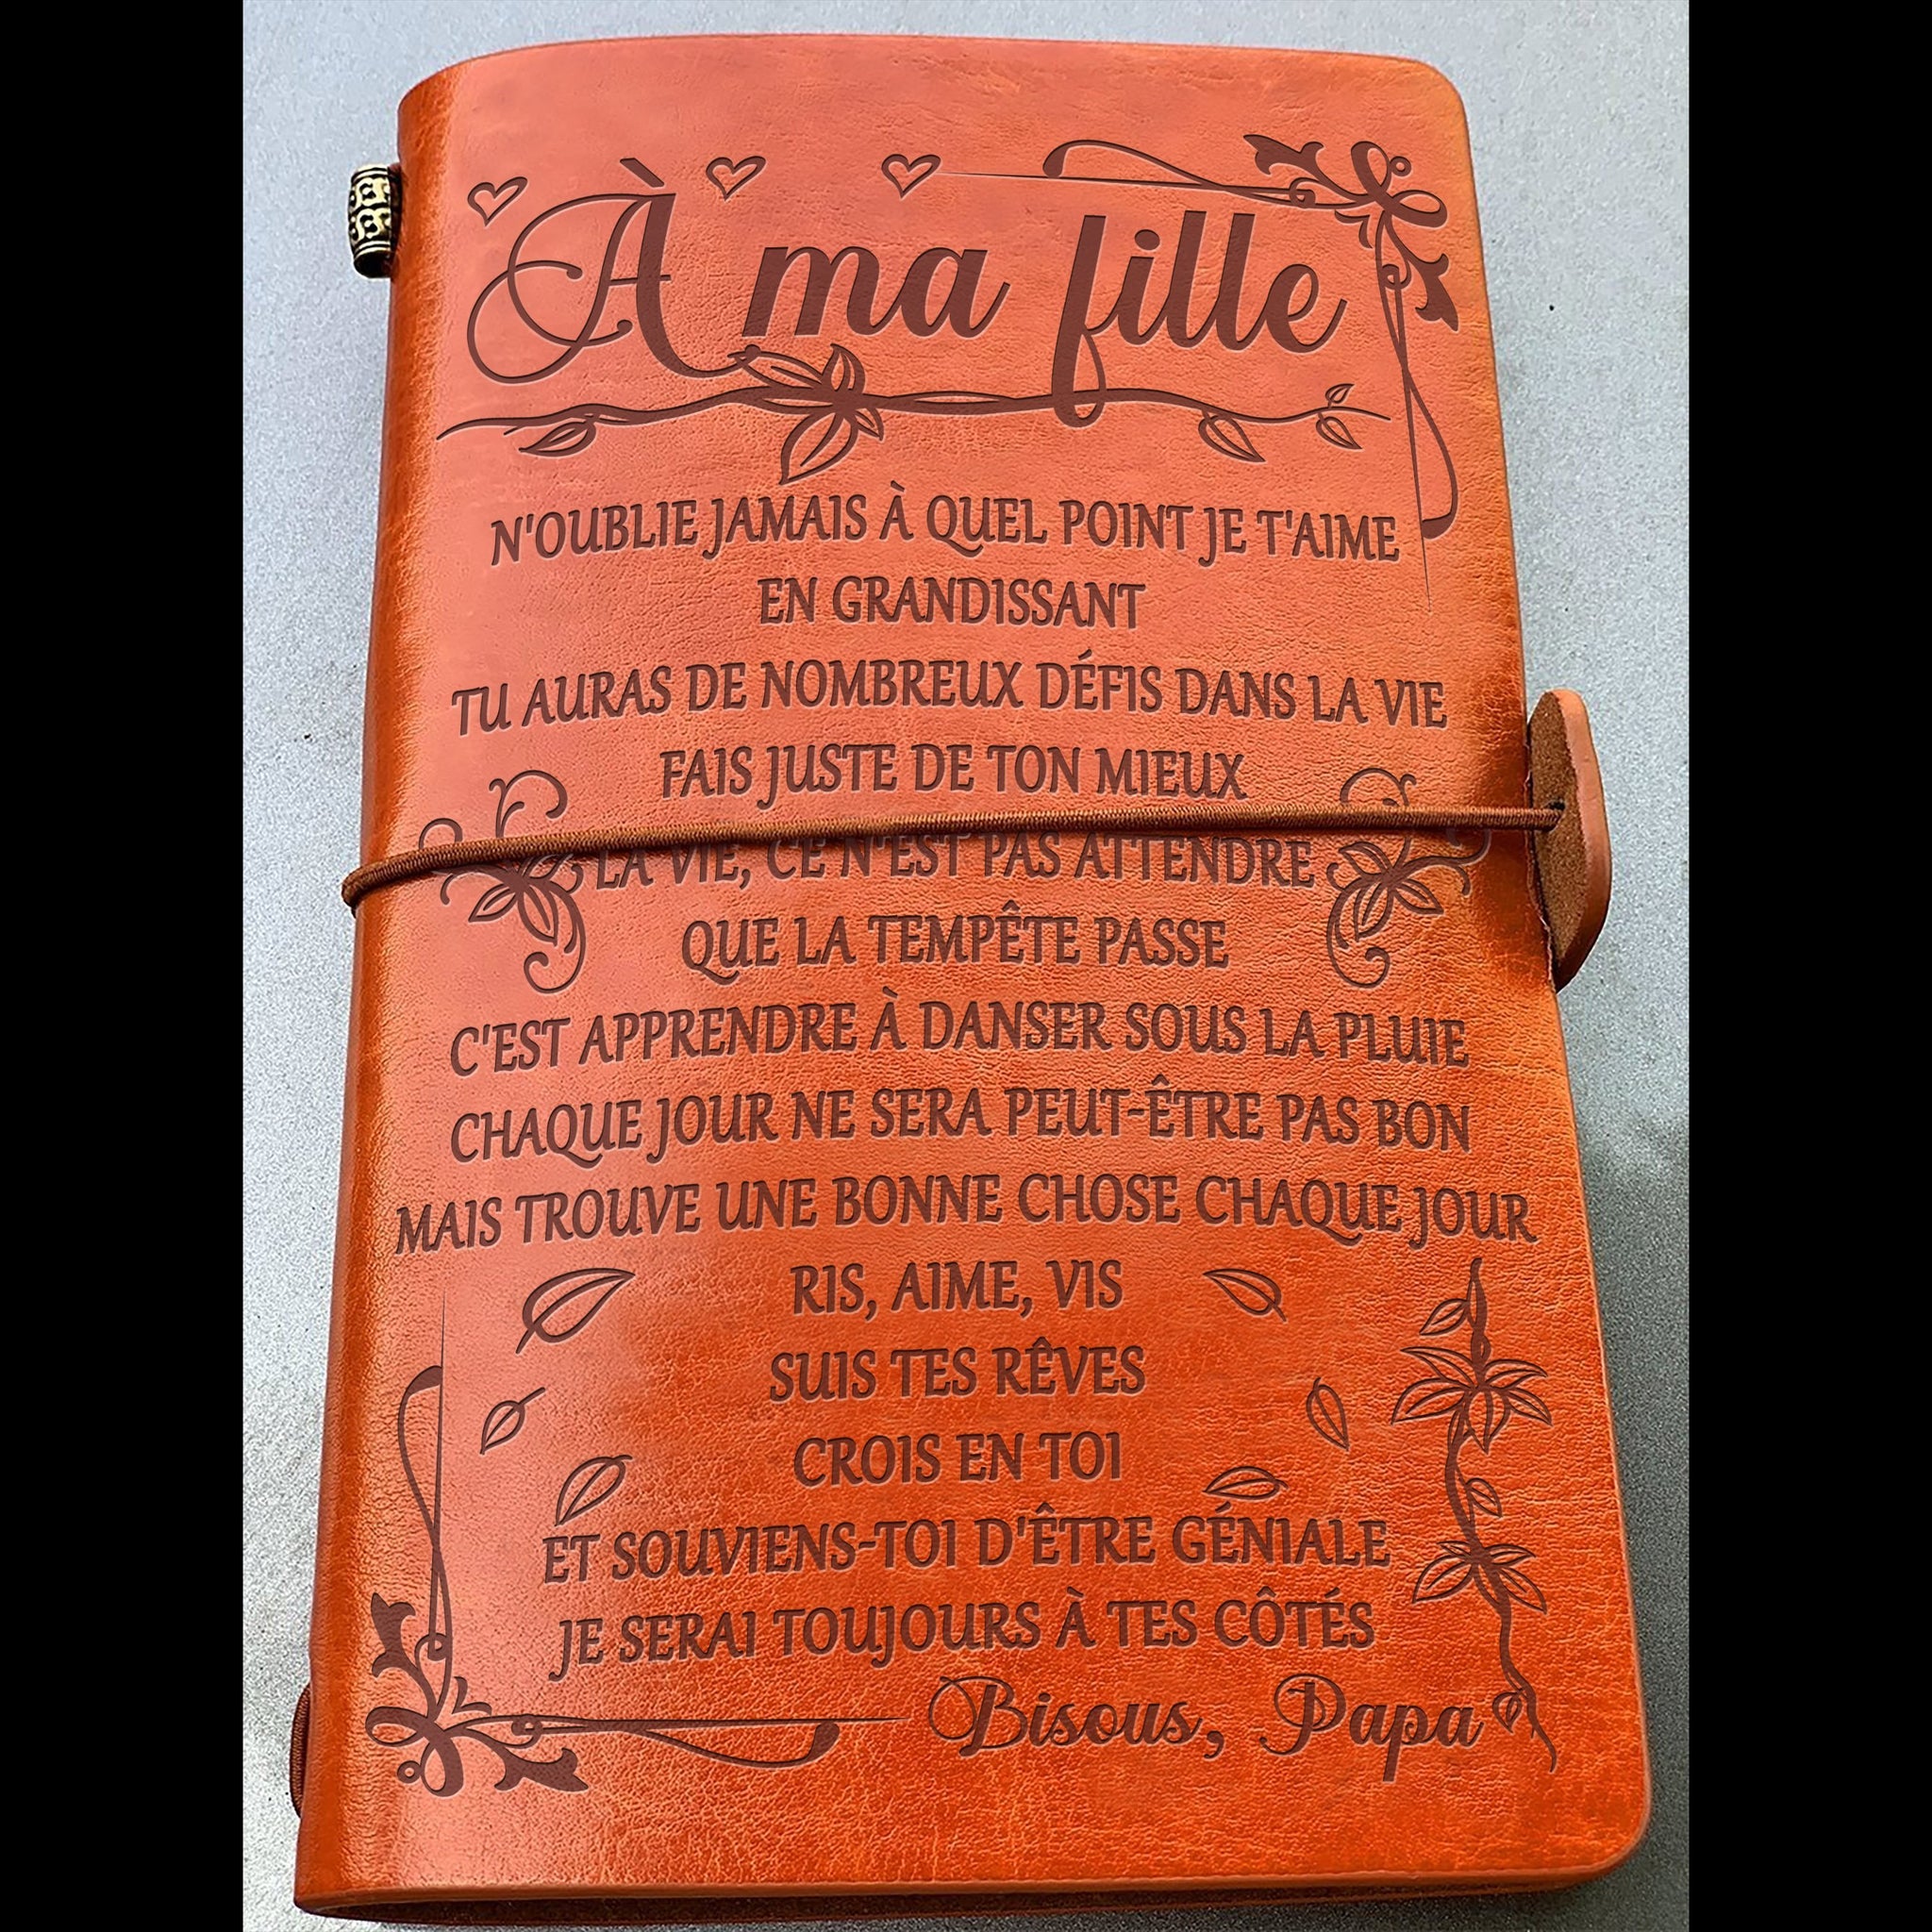 À ma fille
N'OUBLIE JAMAIS À QUEL POINT JE T'AIME
EN GRANDISSANT
TU AURAS DE NOMBREUX DÉFIS DANS LA VIE
FAIS JUSTE DE TON MIEUX
LA VIE, CE N'EST PAS ATTENDRE
QUE LA TEMPÊTE PASSE
C'EST APPRENDRE À DANSER SOUS LA PLUIE
CHAQUE JOUR NE SERA PEUT-ÊTRE PAS BON
MAIS TROUVE UNE BONNE CHOSE CHAQUE JOUR
RIS, AIME, VIS
SUIS TES RÊVES
CROIS EN TOI
ET SOUVIENS-TOI D'ÊTRE GÉNIALE
JE SERAI TOUJOURS À TES CÔTÉS
Bisous, Papa